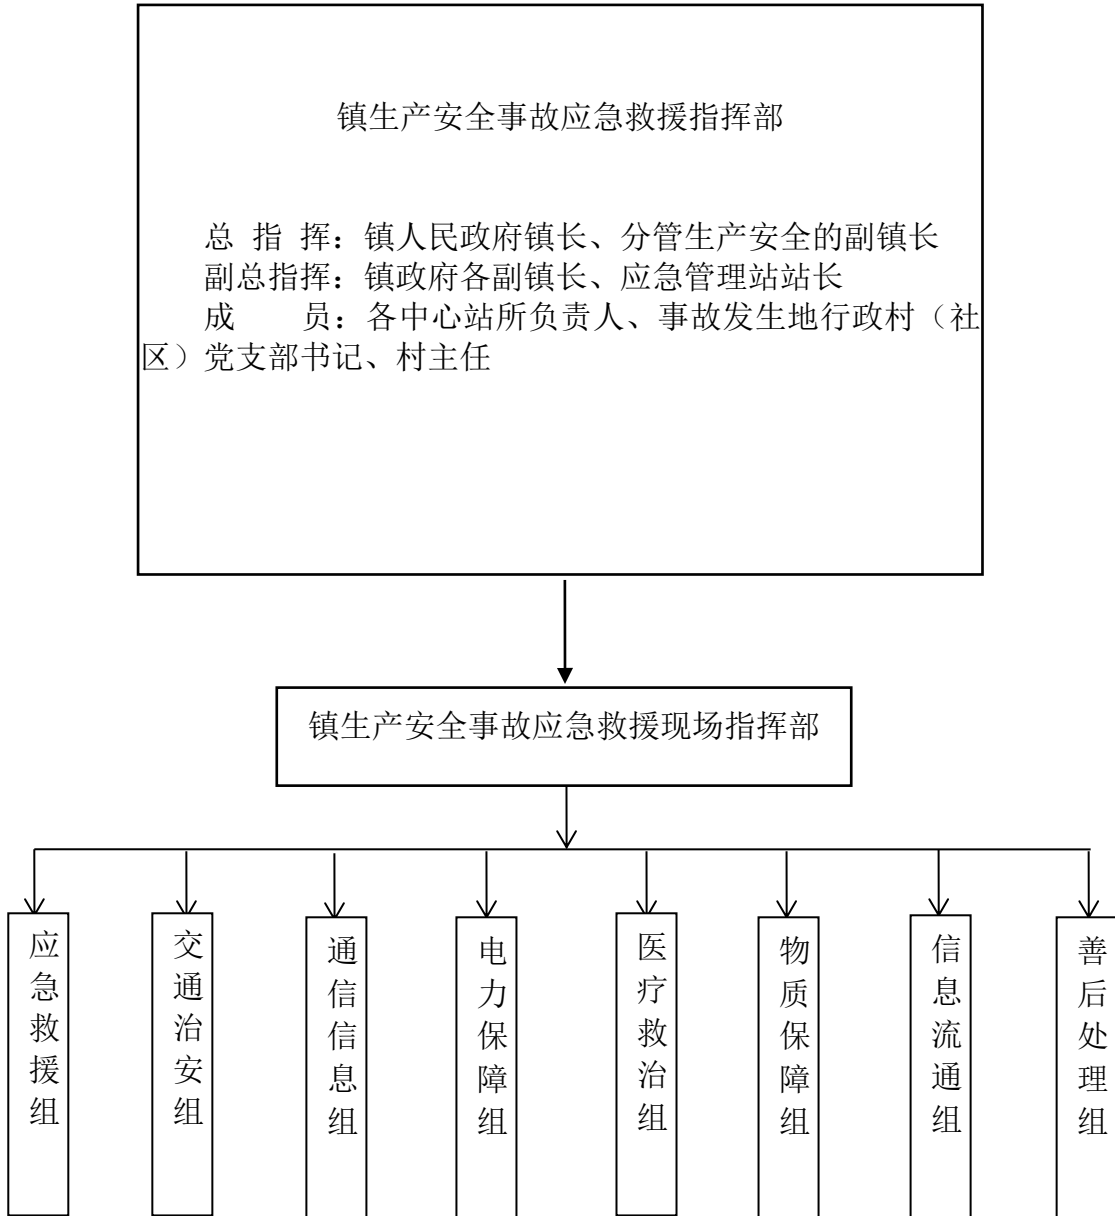 镇生产安全事故应急救援指挥部
总 指 挥：镇人民政府镇长、分管生产安全的副镇长
副总指挥：镇政府各副镇长、应急管理站站长
成　　员：各中心站所负责人、事故发生地行政村（社
区）党支部书记、村主任
镇生产安全事故应急救援现场指挥部
应急救援组
交通治安组
通信信息组
电力保障组
医疗救治组
物质保障组
信息流通组
善后处理组